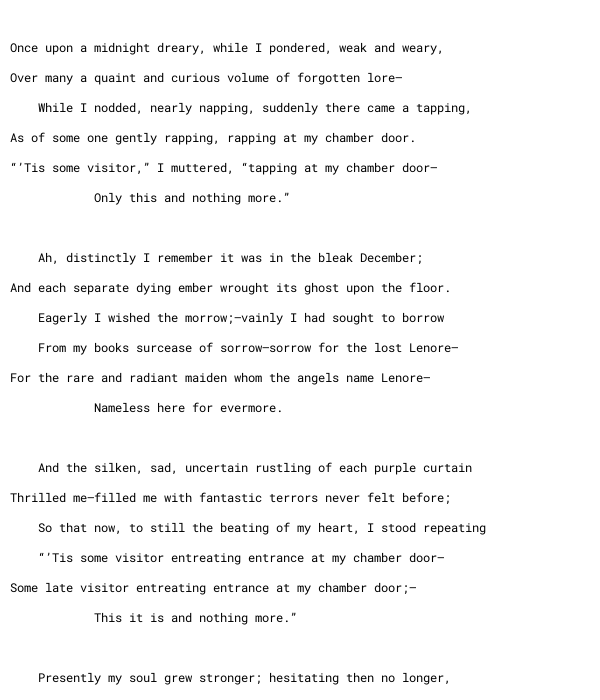 Once upon a midnight dreary, while I pondered, weak and weary,
Over many a quaint and curious volume of forgotten lore—
While I nodded, nearly napping, suddenly there came a tapping,
As of some one gently rapping, rapping at my chamber door.
“’Tis some visitor,” I muttered, “tapping at my chamber door—
Only this and nothing more.”

Ah, distinctly I remember it was in the bleak December;
And each separate dying ember wrought its ghost upon the floor.
Eagerly I wished the morrow;—vainly I had sought to borrow
From my books surcease of sorrow—sorrow for the lost Lenore—
For the rare and radiant maiden whom the angels name Lenore—
Nameless here for evermore.

And the silken, sad, uncertain rustling of each purple curtain
Thrilled me—filled me with fantastic terrors never felt before;
So that now, to still the beating of my heart, I stood repeating
“’Tis some visitor entreating entrance at my chamber door—
Some late visitor entreating entrance at my chamber door;—
This it is and nothing more.”

Presently my soul grew stronger; hesitating then no longer,